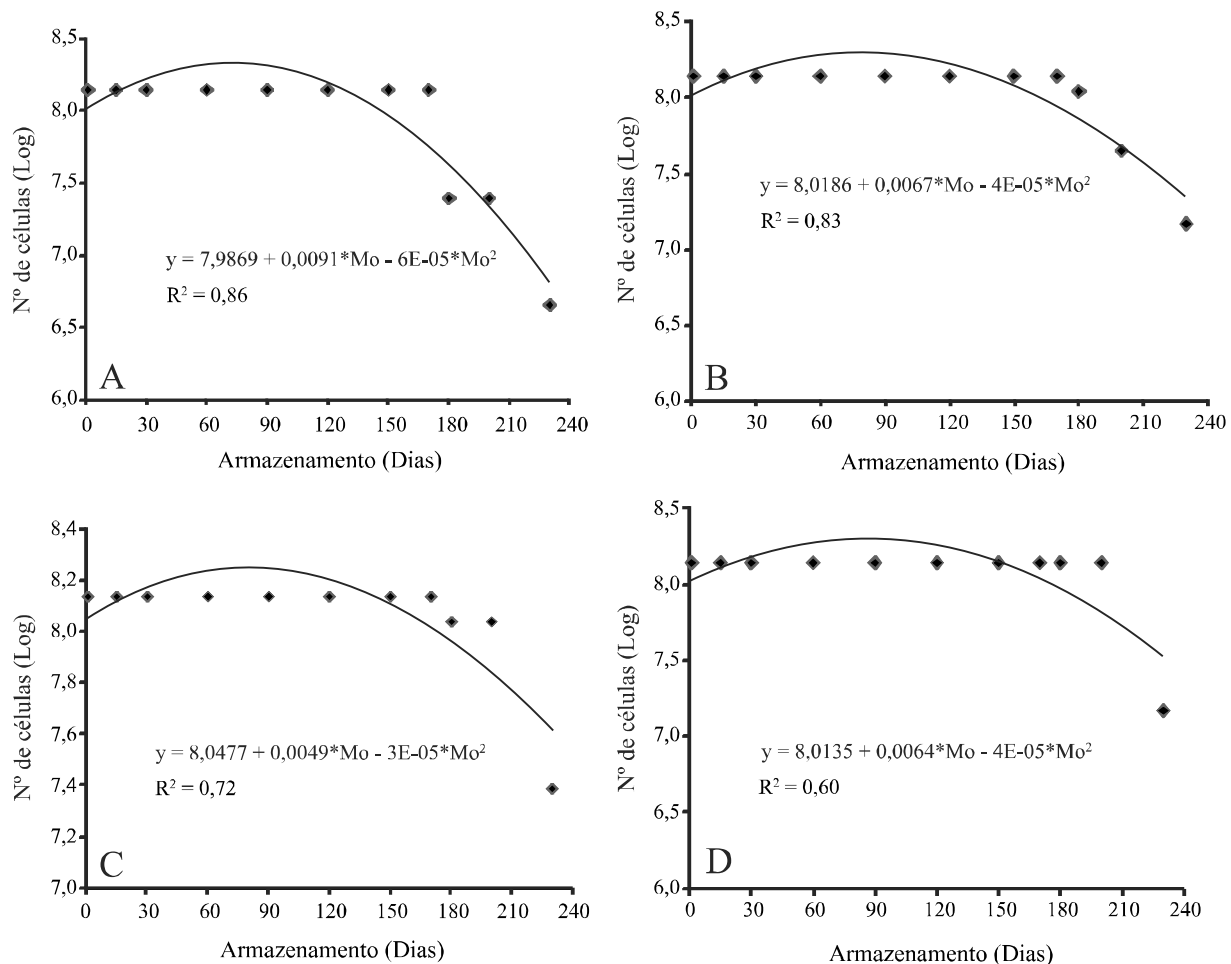 Nº de células (Log)
8,5
8,0
7,5
7,0
6,5
6,0
y = 7,9869 + 0,0091*Mo - 6E-05*Mo²
R² = 0,86
A
0 30 60 90 120 150 180 210 240
Armazenamento (Dias)
Nº de células (Log)
8,5
8,0
7,5
7,0
6,5
6,0
y = 8,0186 + 0,0067*Mo - 4E-05*Mo²
R² = 0,83
B
0 30 60 90 120 150 180 210 240
Armazenamento (Dias)
Nº de células (Log)
8,4
8,2
8,0
7,8
7,6
7,4
7,2
7,0
y = 8,0477 + 0,0049*Mo - 3E-05*Mo²
R² = 0,72
C
0 30 60 90 120 150 180 210 240
Armazenamento (Dias)
Nº de células (Log)
8,5
8,0
7,5
7,0
6,5
6,0
y = 8,0135 + 0,0064*Mo - 4E-05*Mo²
R² = 0,60
D
0 30 60 90 120 150 180 210 240
Armazenamento (Dias)